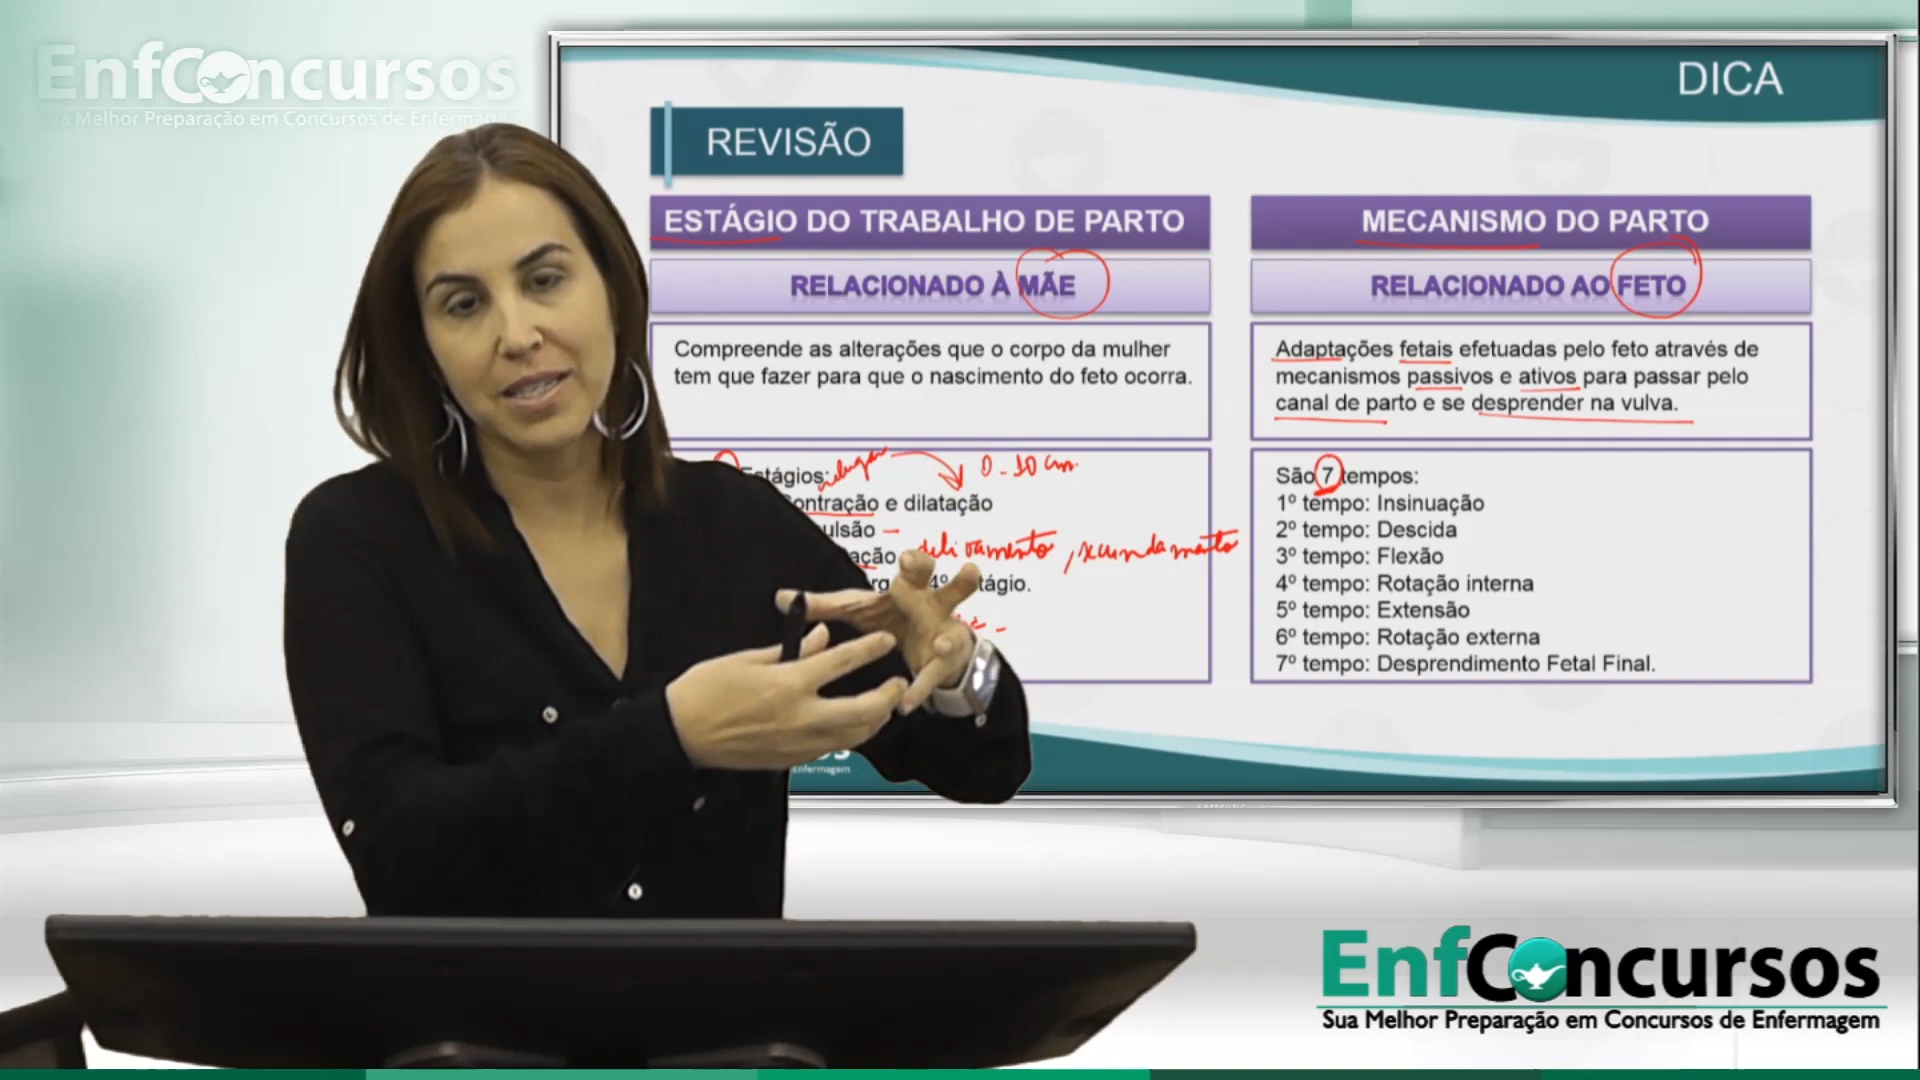 EnfConcursos
Sua Melhor Preparação em Concursos de Enfermagem
DICA
REVISÃO
ESTÁGIO DO TRABALHO DE PARTO
RELACIONADO À MÃE
Compreende as alterações que o corpo da mulher
tem que fazer para que o nascimento do feto ocorra.
Estágios:
0-10 cm
contração e dilatação
delivamento, secundamento
4º
MECANISMO DO PARTO
RELACIONADO AO FETO
Adaptações fetais efetuadas pelo feto através de
mecanismos passivos e ativos para passar pelo
canal de parto e se desprender na vulva.
São 7 tempos:
1º tempo: Insinuação
2º tempo: Descida
3º tempo: Flexão
4º tempo: Rotação interna
5º tempo: Extensão
6º tempo: Rotação externa
7º tempo: Desprendimento Fetal Final.
enfermagem
SAMSUNG
EnfConcursos
Sua Melhor Preparação em Concursos de Enfermagem